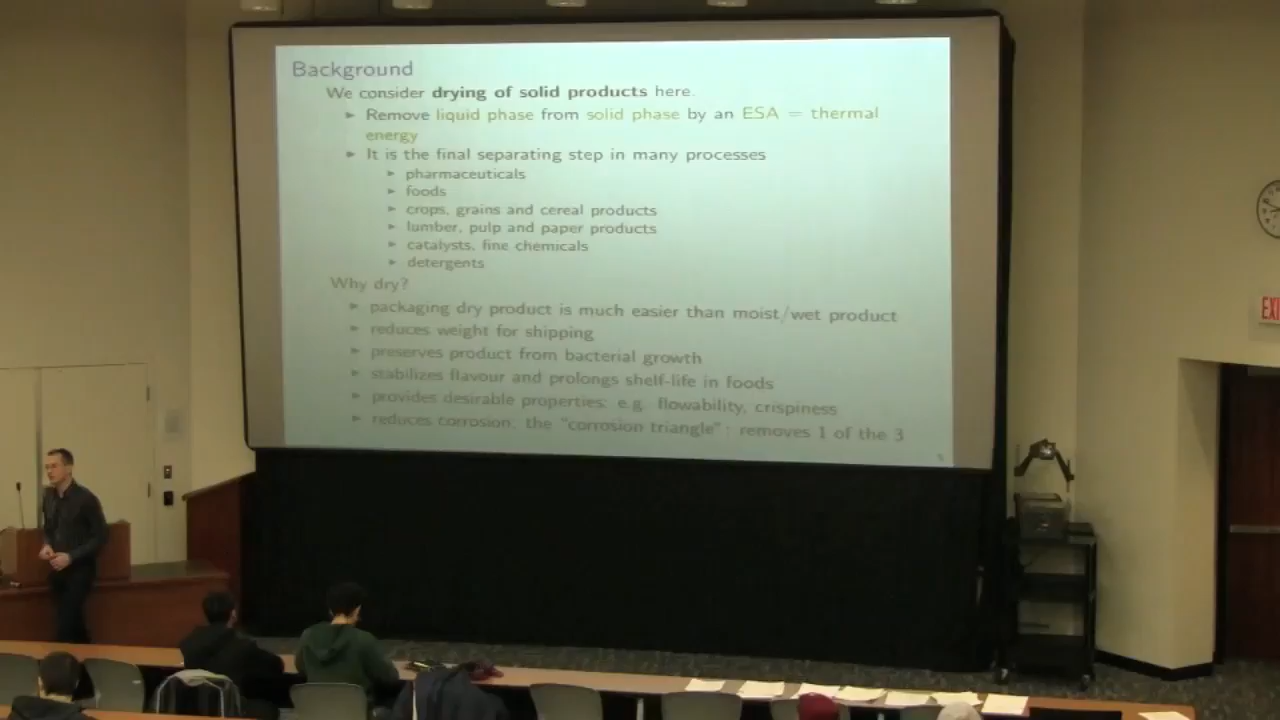 Background
We consider drying of solid products here.
► Remove liquid phase from solid phase by an ESA = thermal
energy
► It is the final separating step in many processes
► pharmaceuticals
► foods
► crops, grains and cereal products
► lumber, pulp and paper products
► catalysts, fine chemicals
► detergents
Why dry?
► packaging dry product is much easier than moist/wet product
► reduces weight for shipping
► preserves product from bacterial growth
► stabilizes flavour and prolongs shelf-life in foods
► provides desirable properties: e.g. flowability, crispiness
► reduces corrosion: the "corrosion triangle": removes 1 of the 3
EXI